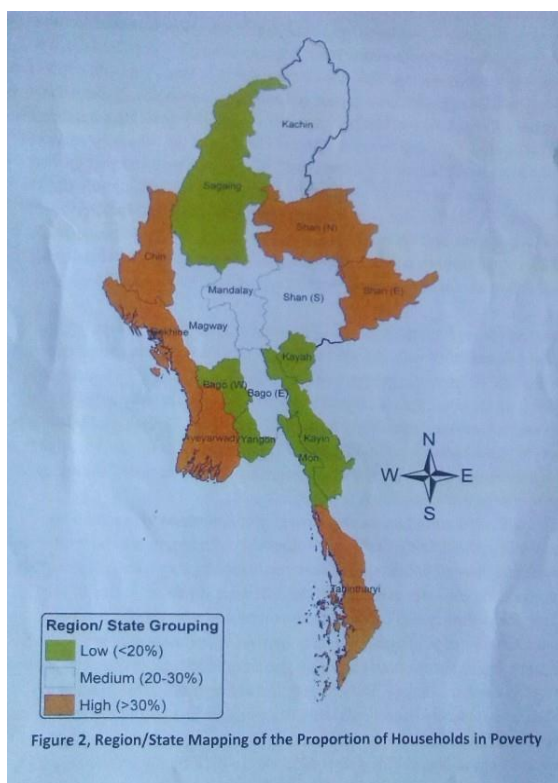 Kachin
Sagaing
Shan (N)
Chin
Shan (E)
Mandalay
Shan (S)
Magway
Rakhine
Kayah
Bago (W)
Bago (E)
Ayeyarwady
Yangon
Kayin
Mon
N
W E
S
Tanintharyi
Region/ State Grouping
Low (<20%)
Medium (20-30%)
High (>30%)
Figure 2, Region/State Mapping of the Proportion of Households in Poverty